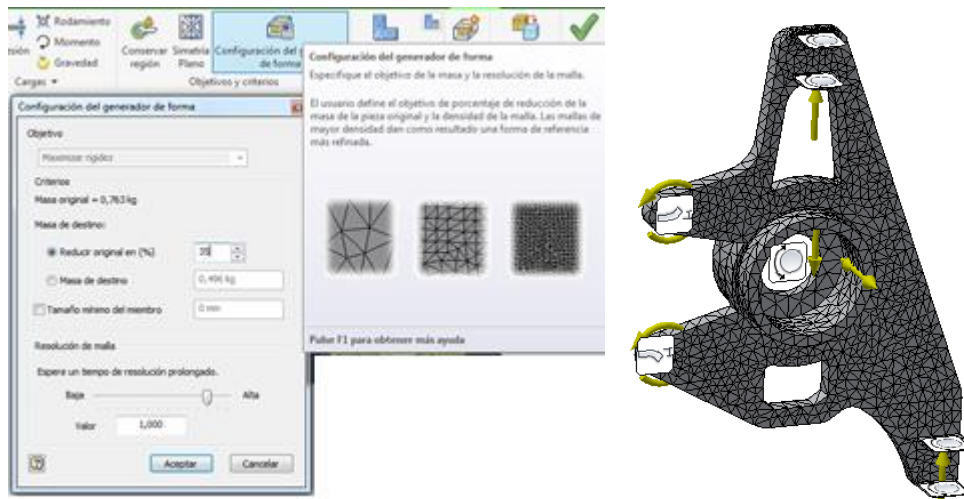 Rodamiento
sión Momento
Gravedad
Conservar región
Simetría Plano
Configuración del g
de forma
Cargas
Objetivos y criterios
Configuración del generador de forma
Especifique el objetivo de la masa y la resolución de la malla.
El usuario define el objetivo de porcentaje de reducción de la
masa de la pieza original y la densidad de la malla. Las mallas de
mayor densidad dan como resultado una forma de referencia
más refinada.
Pulse F1 para obtener más ayuda
Configuración del generador de forma
Objetivo
Maximizar rigidez
Criterios
Masa original = 0,763 kg
Masa de destino:
Reducir original en (%) 35
Masa de destino 0,496 kg
Tamaño mínimo del miembro 0 mm
Resolución de malla
Espere un tiempo de resolución prolongado.
Baja Alta
Valor 1,000
Aceptar Cancelar